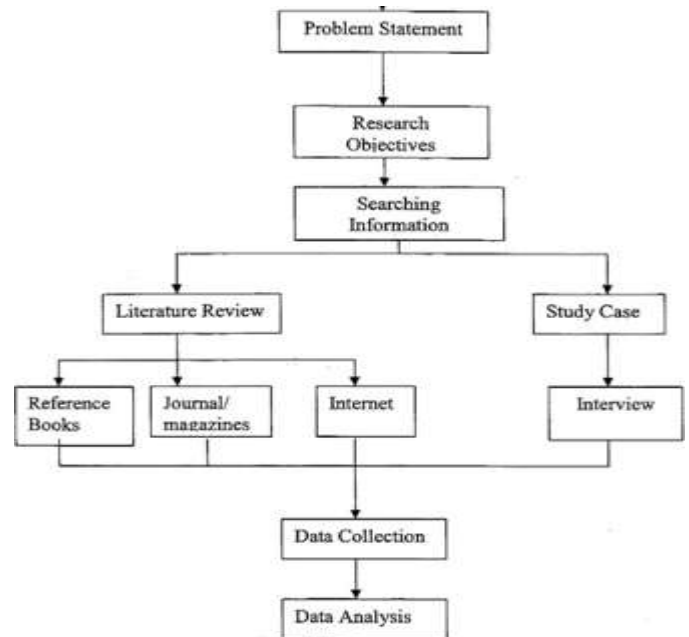 Problem Statement
Research
Objectives
Searching
Information
Literature Review
Study Case
Reference
Books
Journal/
magazines
Internet
Interview
Data Collection
Data Analysis